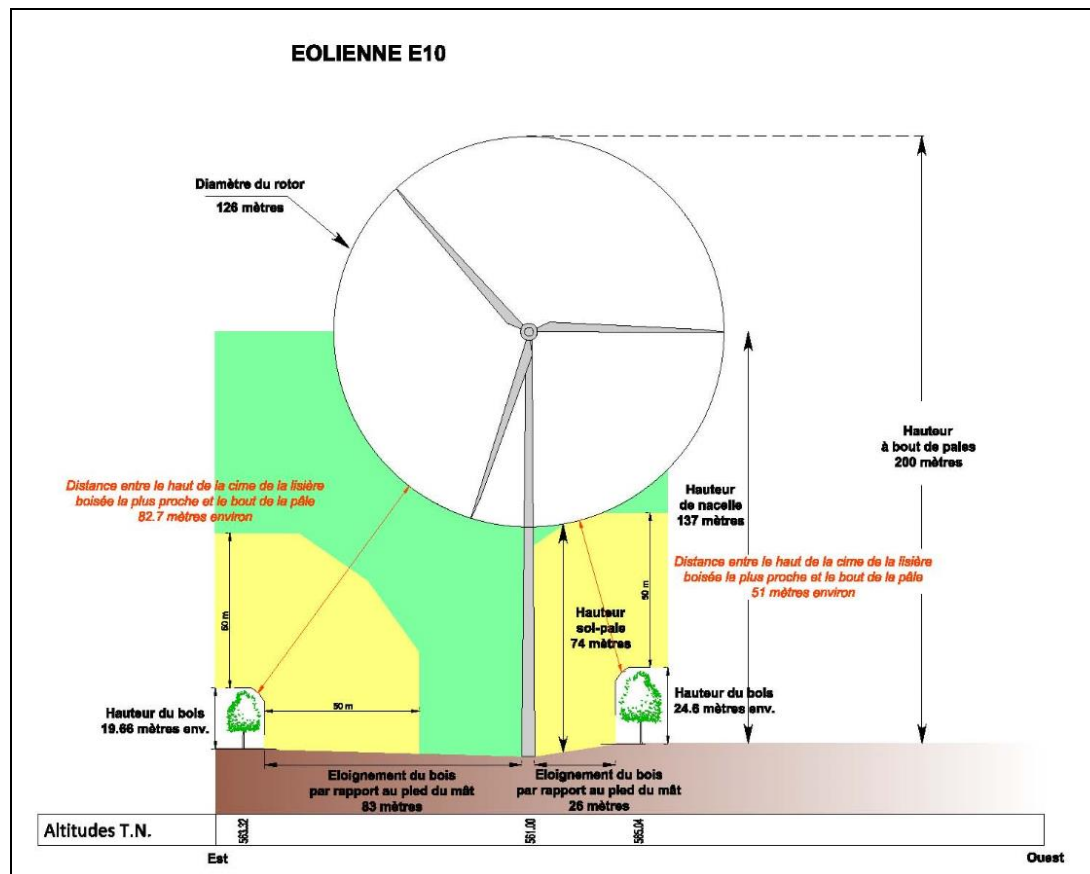 EOLIENNE E10
Diamètre du rotor
126 mètres
Hauteur
à bout de pales
200 mètres
Distance entre le haut de la cime de la lisière
boisée la plus proche et le bout de la pâle
82.7 mètres environ
Hauteur
de nacelle
137 mètres
Distance entre le haut de la cime de la lisière
boisée la plus proche et le bout de la pâle
51 mètres environ
50 m
50 m
Hauteur
sol-pale
74 mètres
Hauteur du bois
19.66 mètres env.
50 m
Hauteur du bois
24.6 mètres env.
Eloignement du bois
par rapport au pied du mât
83 mètres
Eloignement du bois
par rapport au pied du mât
26 mètres
Altitudes T.N.
563.32
561.00
565.04
Est
Ouest